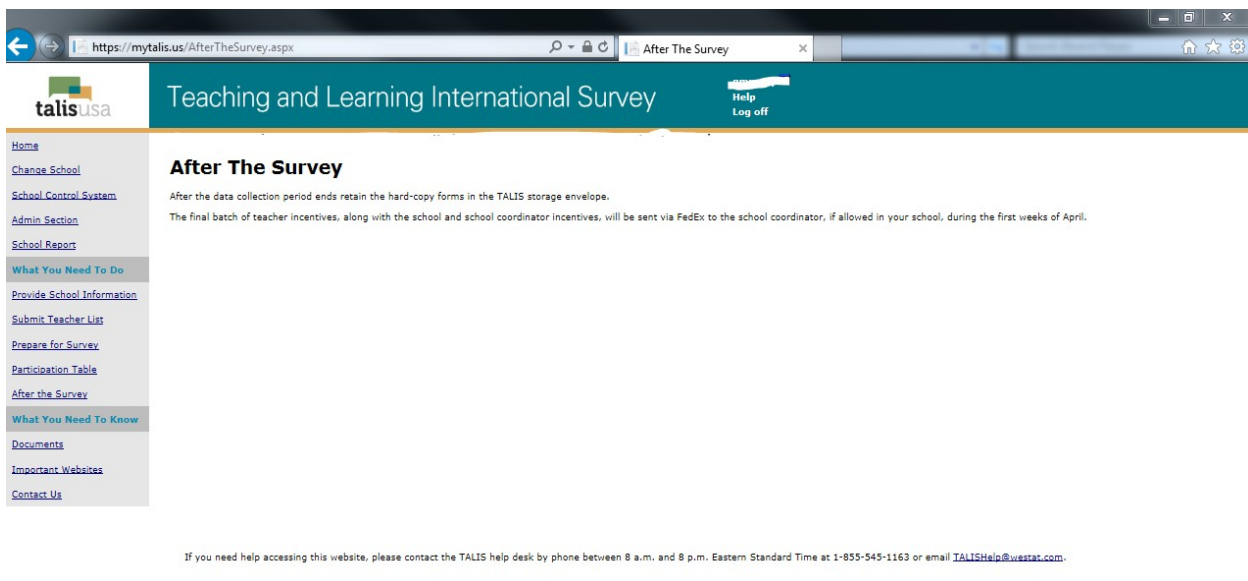 https://mytalis.us/AfterTheSurvey.aspx
After The Survey
talisusa
Teaching and Learning International Survey
Help
Log off
Home
Change School
School Control System
Admin Section
School Report
What You Need To Do
Provide School Information
Submit Teacher List
Prepare for Survey
Participation Table
After the Survey
What You Need To Know
Documents
Important Websites
Contact Us
After The Survey
After the data collection period ends retain the hard-copy forms in the TALIS storage envelope.
The final batch of teacher incentives, along with the school and school coordinator incentives, will be sent via FedEx to the school coordinator, if allowed in your school, during the first weeks of April.
If you need help accessing this website, please contact the TALIS help desk by phone between 8 a.m. and 8 p.m. Eastern Standard Time at 1-855-545-1163 or email TALISHelp@westat.com.